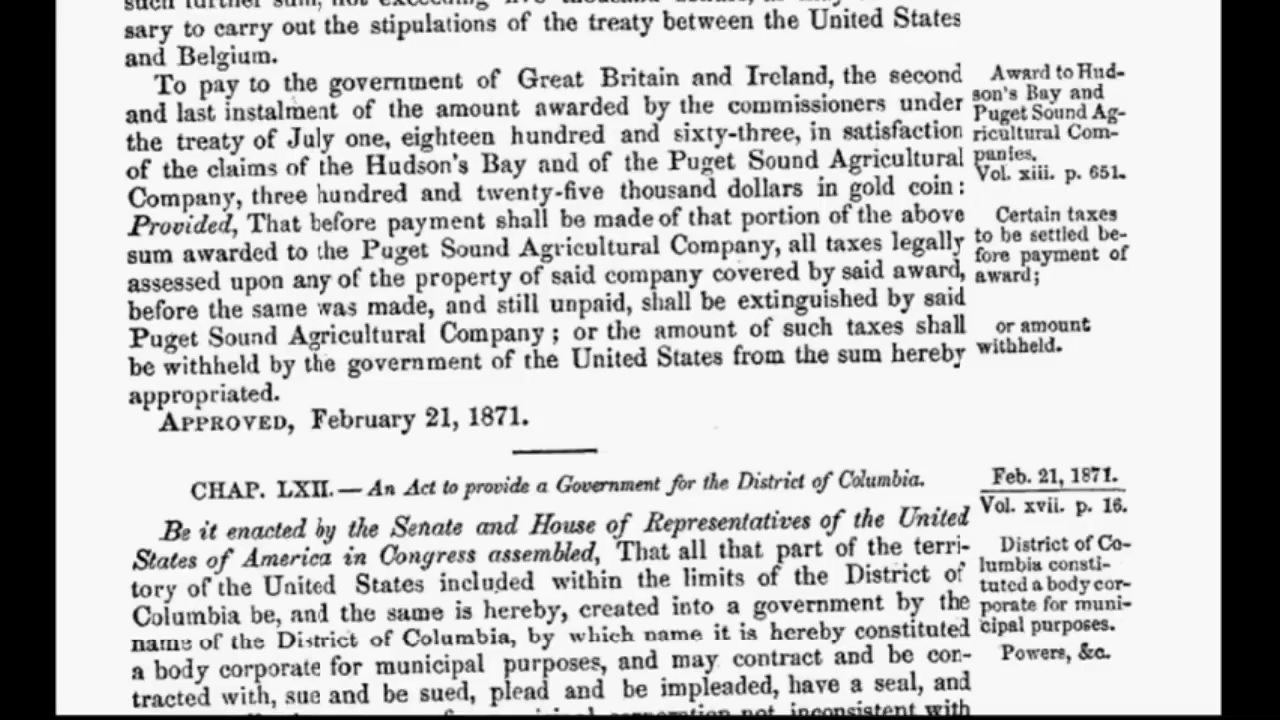 such further sum, not exceeding five thousand
sary to carry out the stipulations of the treaty between the United States
and Belgium.
To pay to the government of Great Britain and Ireland, the second
and last instalment of the amount awarded by the commissioners under
the treaty of July one, eighteen hundred and sixty-three, in satisfaction
of the claims of the Hudson's Bay and of the Puget Sound Agricultural
Company, three hundred and twenty-five thousand dollars in gold coin:
Provided, That before payment shall be made of that portion of the above
sum awarded to the Puget Sound Agricultural Company, all taxes legally
assessed upon any of the property of said company covered by said award,
before the same was made, and still unpaid, shall be extinguished by said
Puget Sound Agricultural Company; or the amount of such taxes shall
be withheld by the government of the United States from the sum hereby
appropriated.
APPROVED, February 21, 1871.
Award to Hud-
son's Bay and
Puget Sound Ag-
ricultural Com-
panies.
Vol. xiii. p. 651.
Certain taxes
to be settled be-
fore payment of
award;
or amount
withheld.
CHAP. LXII. — An Act to provide a Government for the District of Columbia.
Be it enacted by the Senate and House of Representatives of the United
States of America in Congress assembled, That all that part of the terri-
tory of the United States included within the limits of the District of
Columbia be, and the same is hereby, created into a government by the
name of the District of Columbia, by which name it is hereby constituted
a body corporate for municipal purposes, and may contract and be con-
tracted with, sue and be sued, plead and be impleaded, have a seal, and
corporation not inconsistent with
Feb. 21, 1871.
Vol. xvii. p. 16.
District of Co-
lumbia consti-
tuted a body cor-
porate for muni-
cipal purposes.
Powers, &c.